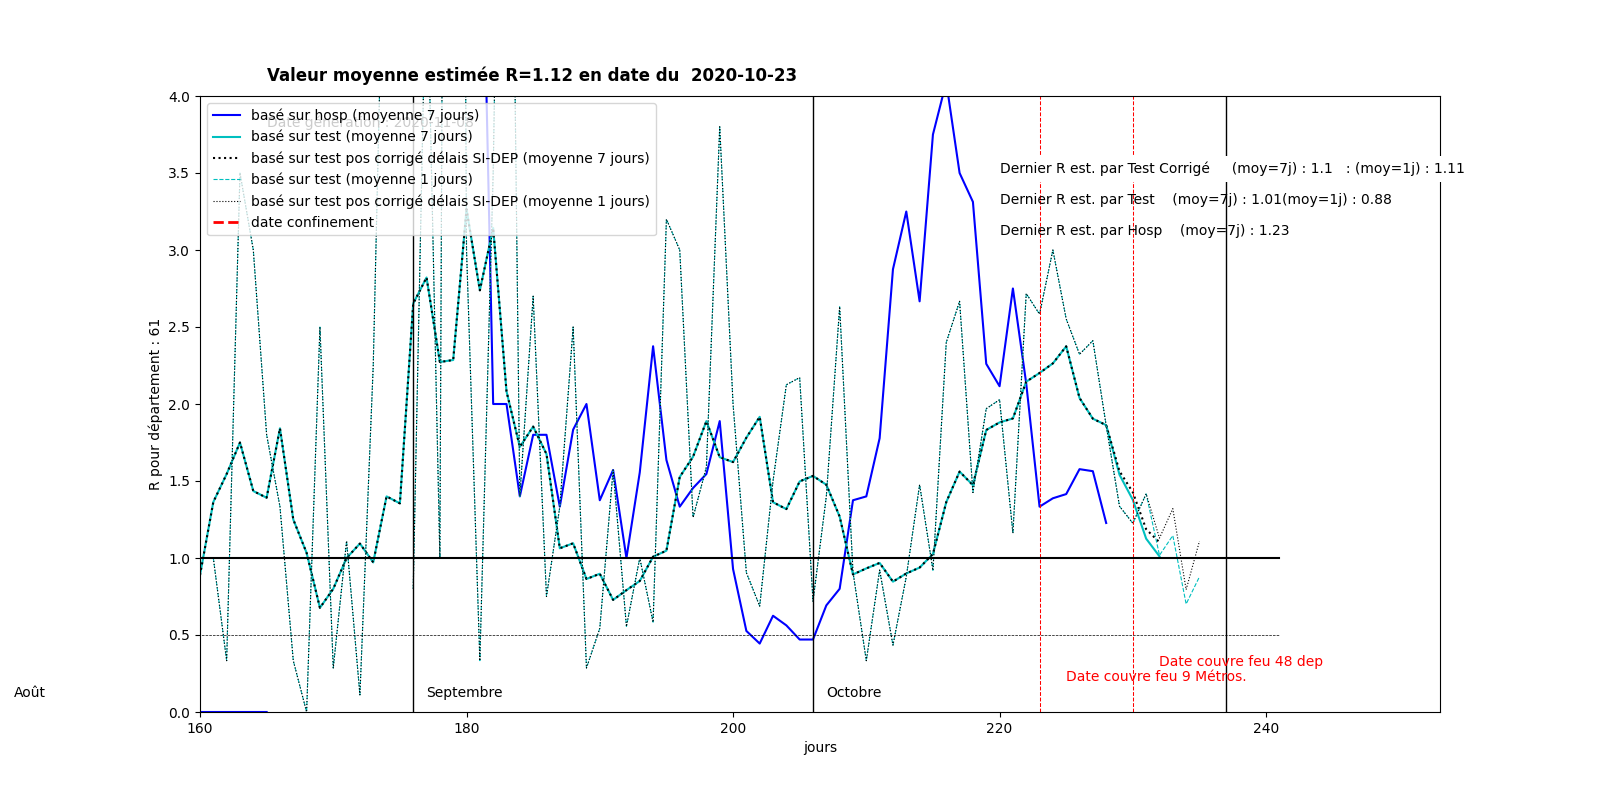 Valeur moyenne estimée R=1.12 en date du  2020-10-23
4.0
3.5
3.0
2.5
2.0
1.5
1.0
0.5
0.0
R pour département : 61
basé sur hosp (moyenne 7 jours)
basé sur test (moyenne 7 jours)
basé sur test pos corrigé délais SI-DEP (moyenne 7 jours)
basé sur test (moyenne 1 jours)
basé sur test pos corrigé délais SI-DEP (moyenne 1 jours)
date confinement
Dernier R est. par Test Corrigé     (moy=7j) : 1.1   : (moy=1j) : 1.11
Dernier R est. par Test    (moy=7j) : 1.01(moy=1j) : 0.88
Dernier R est. par Hosp    (moy=7j) : 1.23
Date couvre feu 48 dep
Date couvre feu 9 Métros.
Août
Septembre
Octobre
160
180
200
220
240
jours